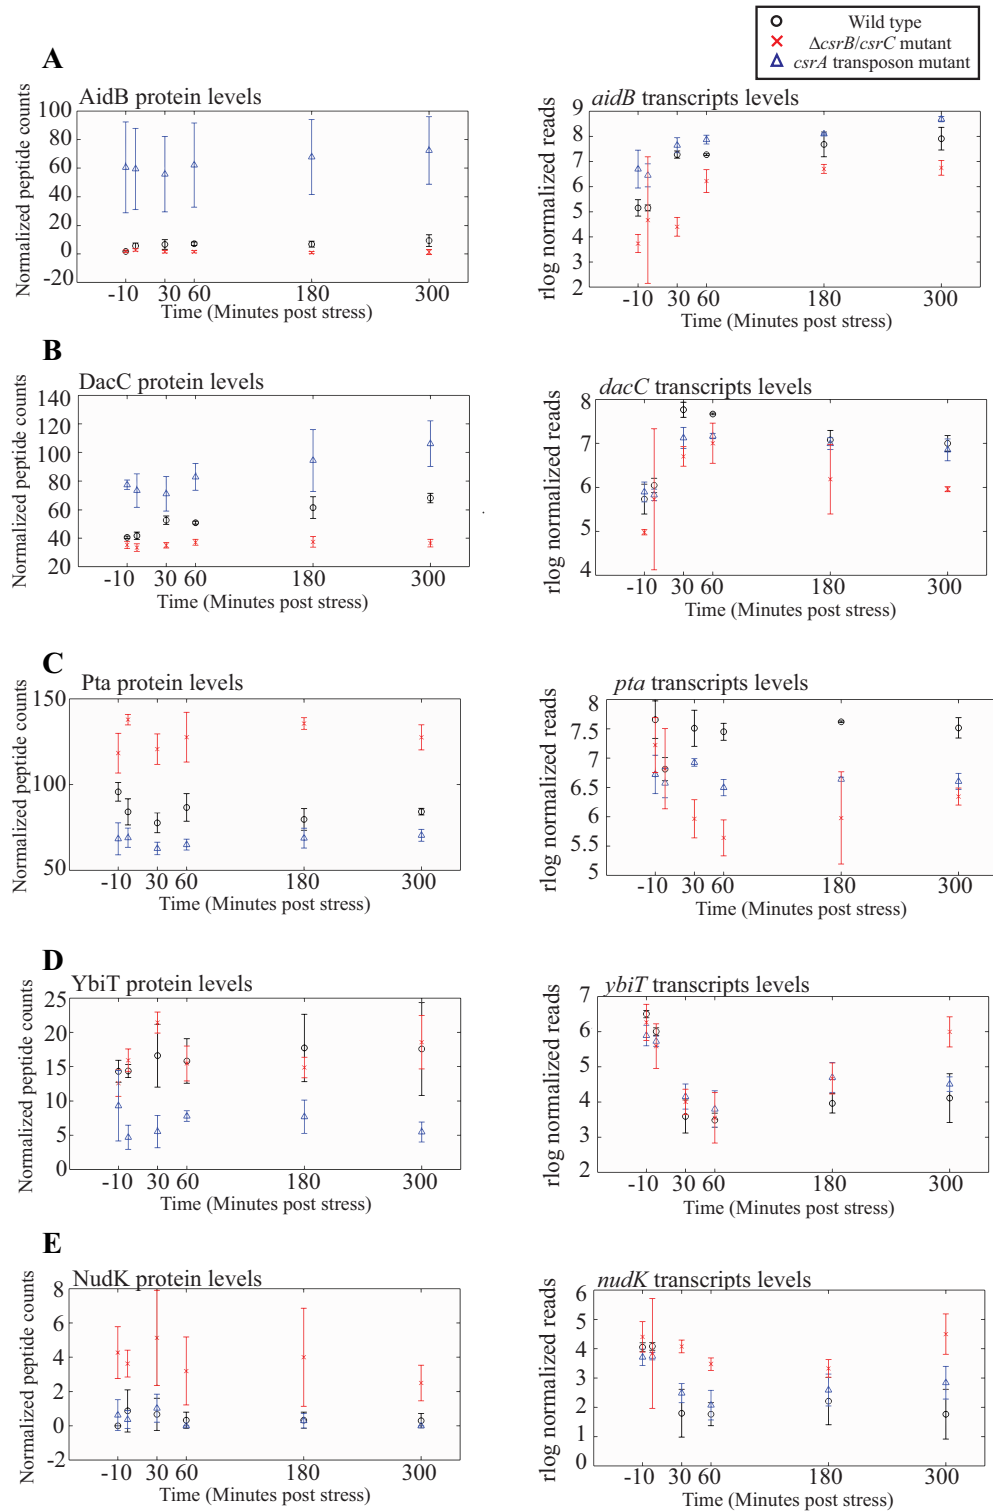 Wild type
ΔcsrB/csrC mutant
csrA transposon mutant
A
AidB protein levels
Normalized peptide counts
100
80
60
40
20
0
-20
-10 30 60 180 300
Time (Minutes post stress)
aidB transcripts levels
rlog normalized reads
9
8
7
6
5
4
3
2
-10 30 60 180 300
Time (Minutes post stress)
B
DacC protein levels
Normalized peptide counts
140
120
100
80
60
40
20
-10 30 60 180 300
Time (Minutes post stress)
dacC transcripts levels
rlog normalized reads
8
7
6
5
4
-10 30 60 180 300
Time (Minutes post stress)
C
Pta protein levels
Normalized peptide counts
150
100
50
-10 30 60 180 300
Time (Minutes post stress)
pta transcripts levels
rlog normalized reads
8
7.5
7
6.5
6
5.5
5
-10 30 60 180 300
Time (Minutes post stress)
D
YbiT protein levels
Normalized peptide counts
25
20
15
10
5
0
-10 30 60 180 300
Time (Minutes post stress)
ybiT transcripts levels
rlog normalized reads
7
6
5
4
3
2
-10 30 60 180 300
Time (Minutes post stress)
E
NudK protein levels
Normalized peptide counts
8
6
4
2
0
-2
-10 30 60 180 300
Time (Minutes post stress)
nudK transcripts levels
rlog normalized reads
6
5
4
3
2
1
0
-10 30 60 180 300
Time (Minutes post stress)